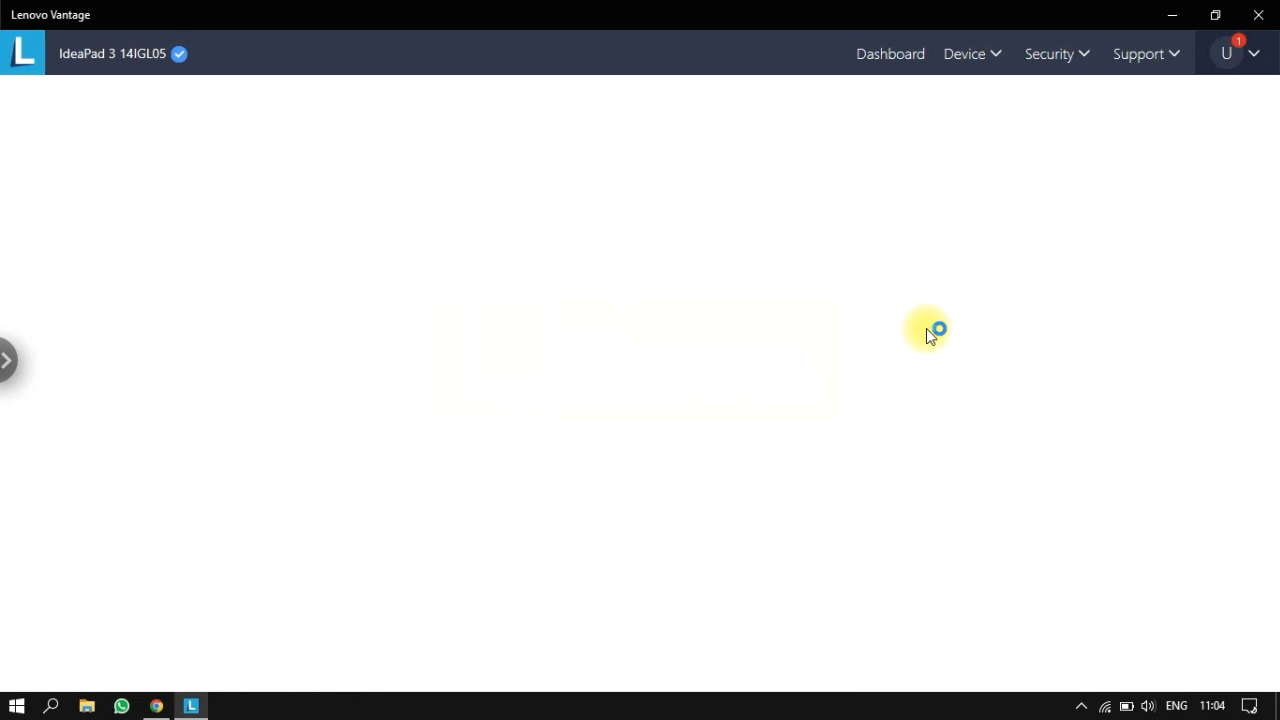 Lenovo Vantage
L IdeaPad 3 14IGL05 Dashboard Device Security Support U 1
L ENG 11:04